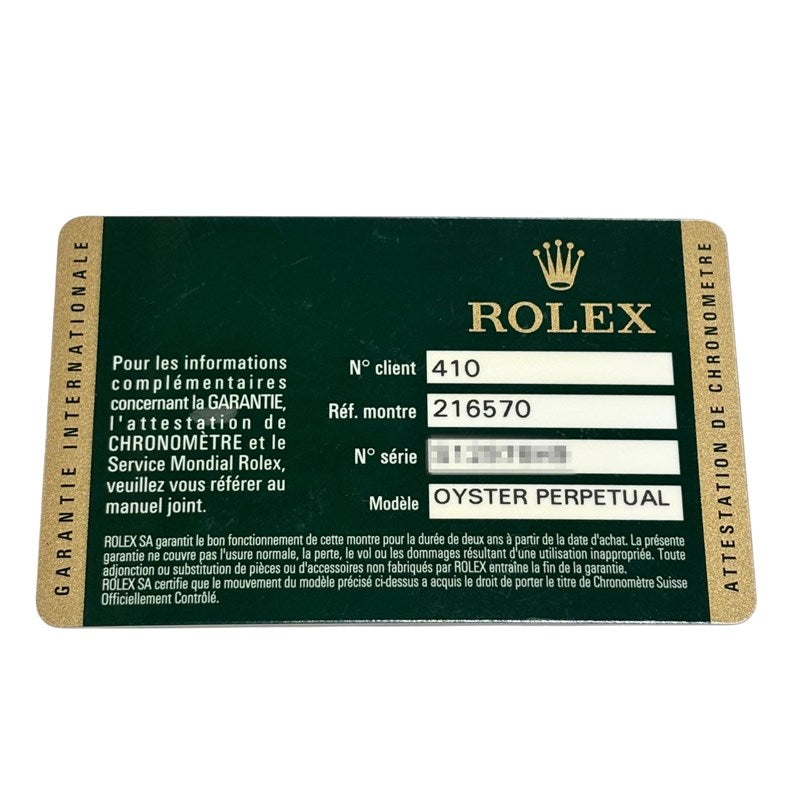 GARANTIE INTERNATIONALE
ROLEX
Pour les informations
complémentaires
concernant la GARANTIE,
l'attestation de
CHRONOMÈTRE et le
Service Mondial Rolex,
veuillez vous référer au
manuel joint.
N° client 410
Réf. montre 216570
N° série
Modèle OYSTER PERPETUAL
ROLEX SA garantit le bon fonctionnement de cette montre pour la durée de deux ans à partir de la date d'achat. La présente
garantie ne couvre pas l'usure normale, la perte, le vol ou les dommages résultant d'une utilisation inappropriée. Toute
adjonction ou substitution de pièces ou d'accessoires non fabriqués par ROLEX entraîne la fin de la garantie.
ROLEX SA certifie que le mouvement du modèle précisé ci-dessus a acquis le droit de porter le titre de Chronomètre Suisse
Officiellement Contrôlé.
ATTESTATION DE CHRONOMETRE